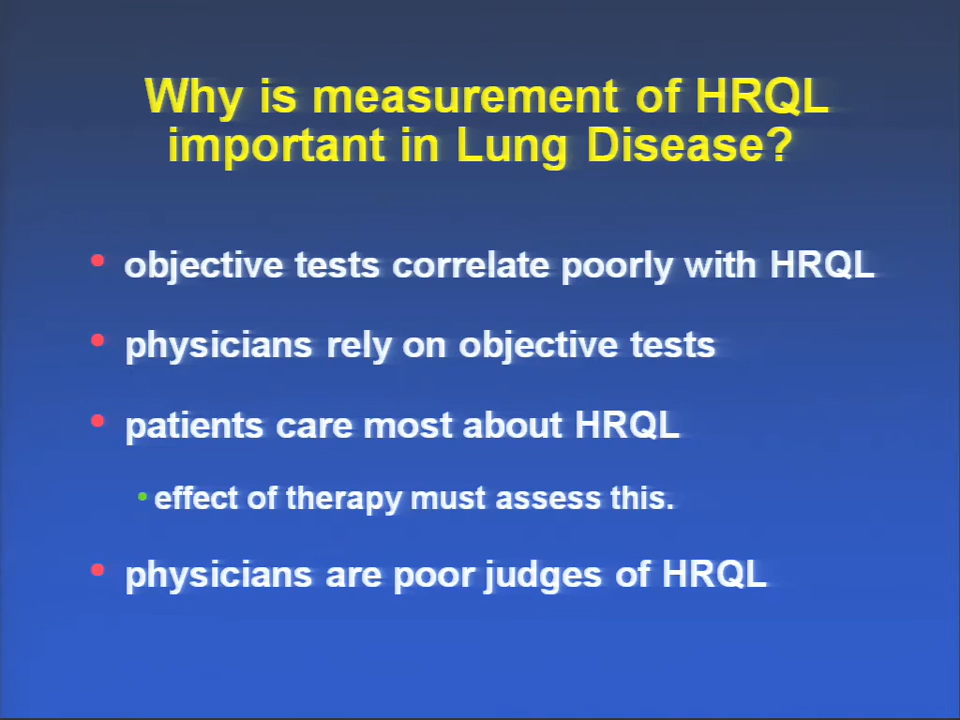 Why is measurement of HRQL
important in Lung Disease?
• objective tests correlate poorly with HRQL
• physicians rely on objective tests
• patients care most about HRQL
• effect of therapy must assess this.
• physicians are poor judges of HRQL